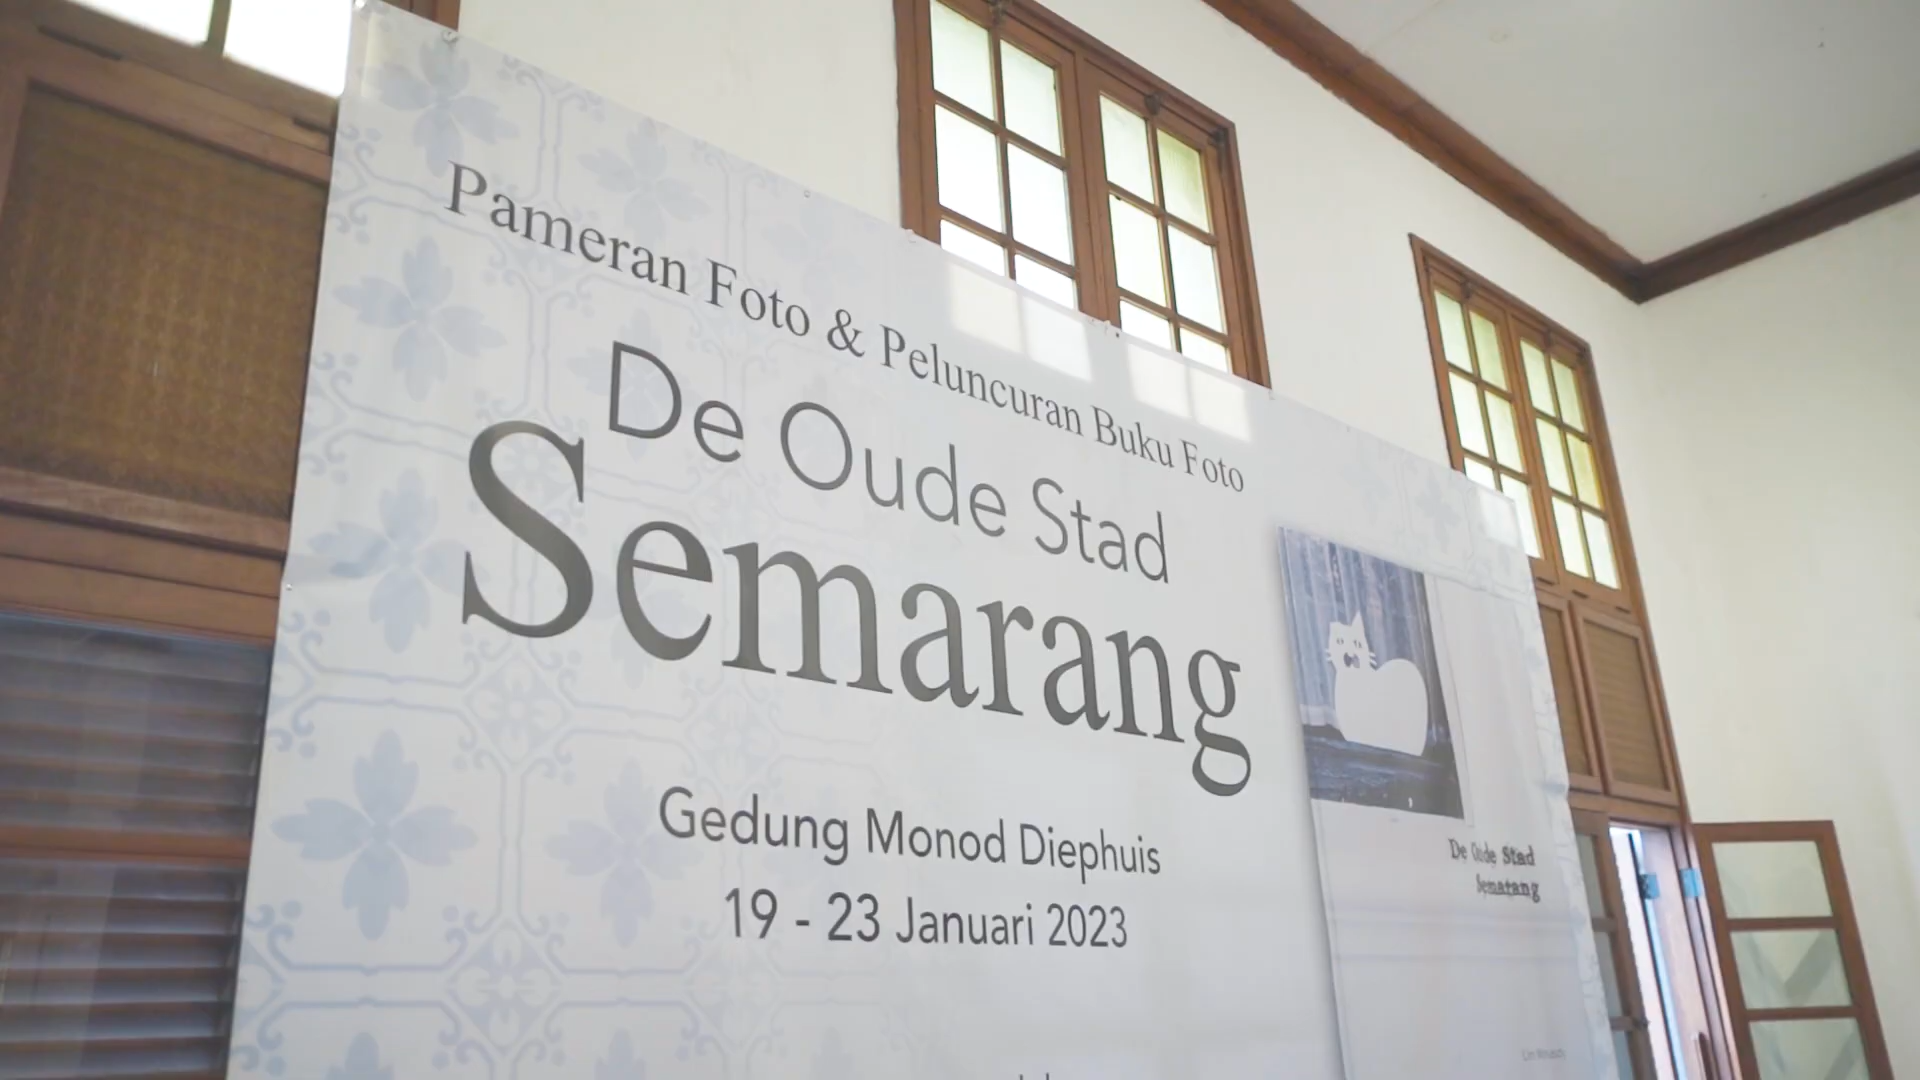 Pameran Foto & Peluncuran Buku Foto
De Oude Stad
Semarang
Gedung Monod Diephuis
19 - 23 Januari 2023
De Oude Stad
Semarang